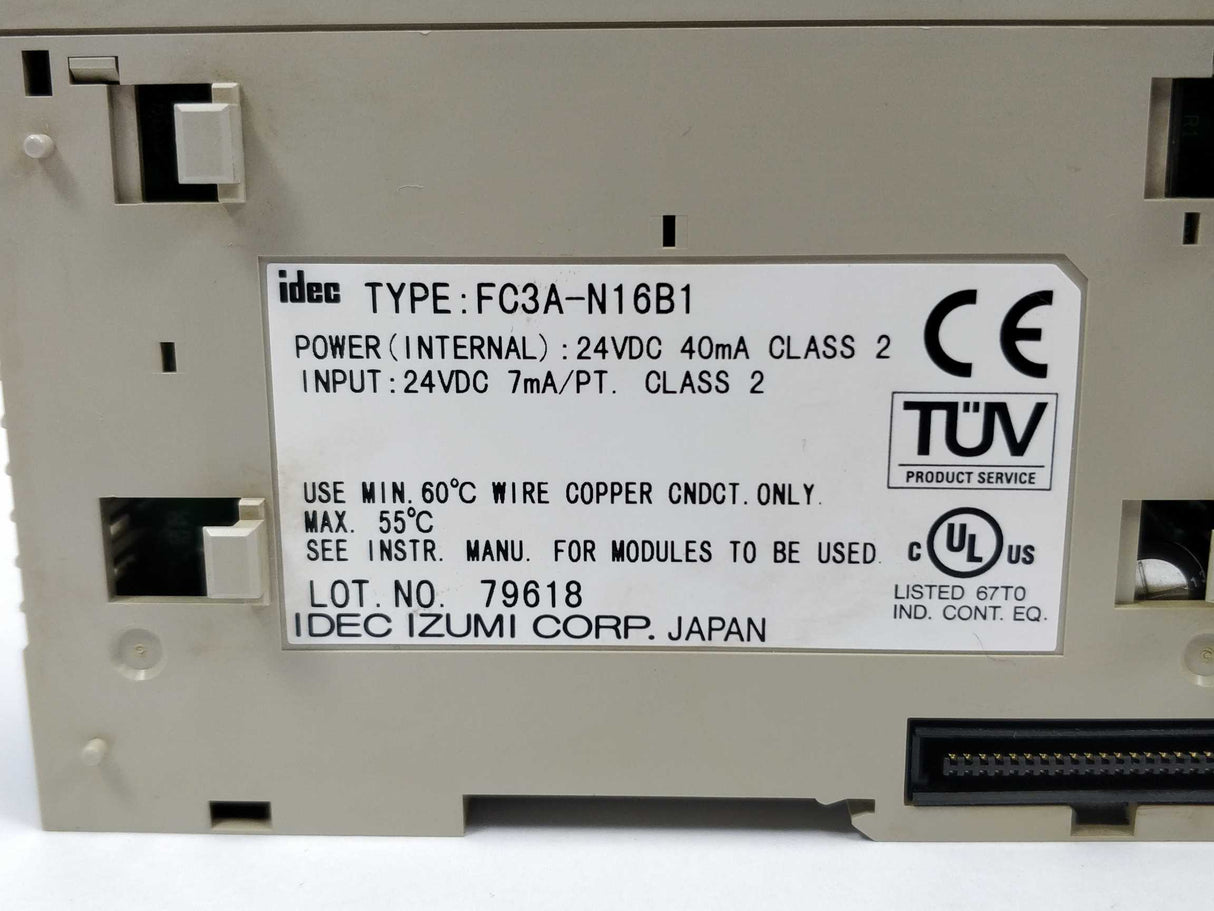 idec TYPE:FC3A-N16B1
POWER(INTERNAL):24VDC 40mA CLASS 2
INPUT:24VDC 7mA/PT. CLASS 2
CE
TÜV
PRODUCT SERVICE
USE MIN.60°C WIRE COPPER CNDCT.ONLY.
MAX. 55°C
SEE INSTR. MANU. FOR MODULES TO BE USED.
C UL US
LISTED 67T0
IND. CONT. EQ.
LOT.NO. 79618
IDEC IZUMI CORP. JAPAN